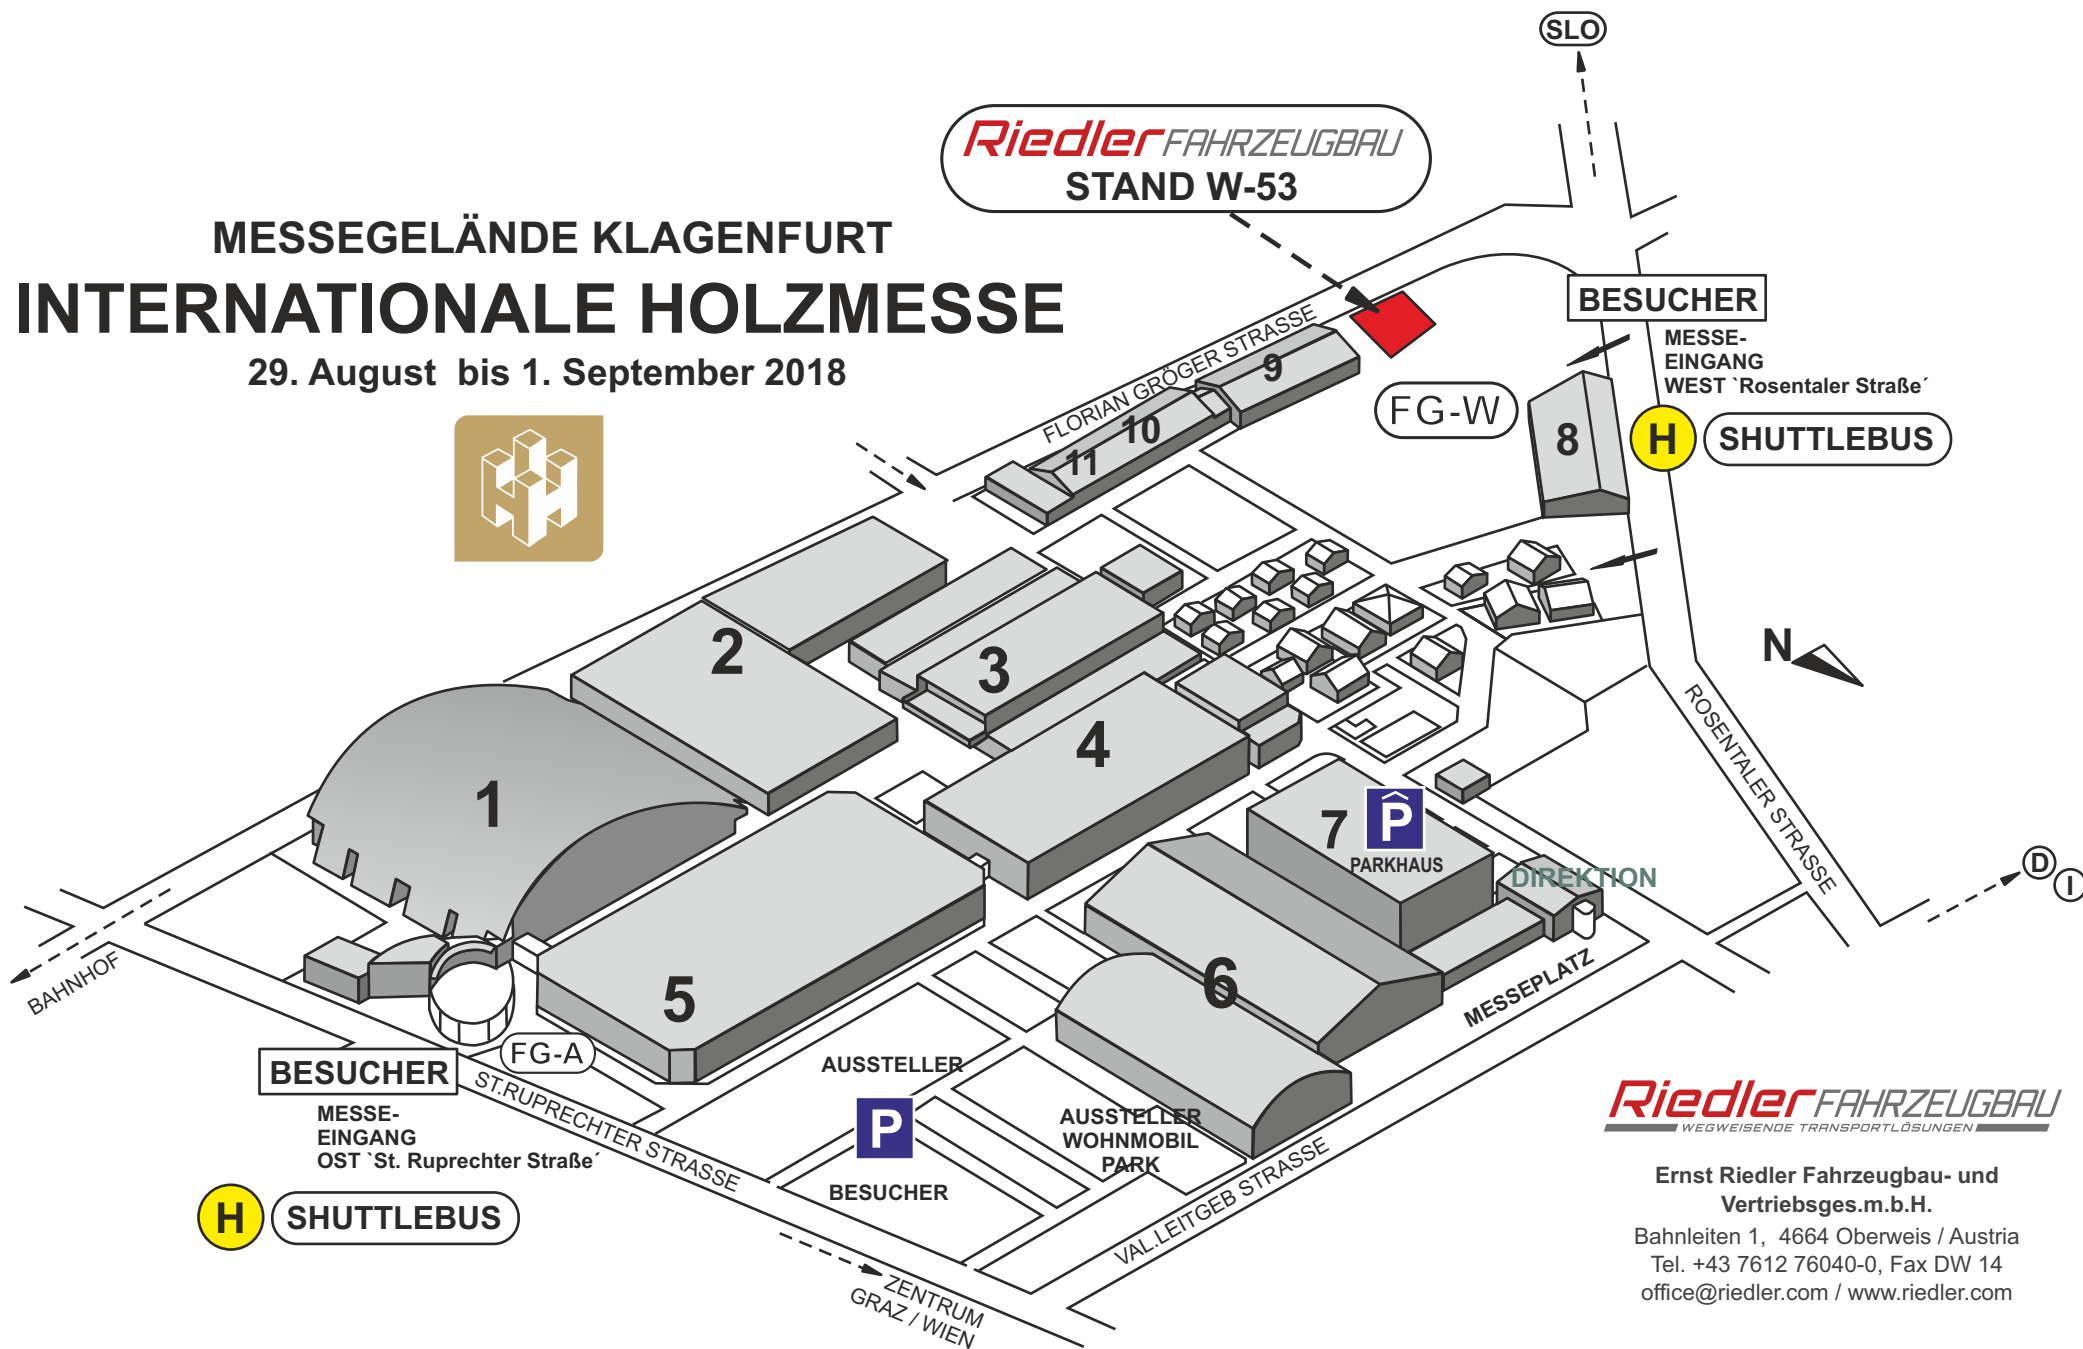 SLO
Riedler FAHRZEUGBAU
STAND W-53
MESSEGELÄNDE KLAGENFURT
INTERNATIONALE HOLZMESSE
29. August bis 1. September 2018
BESUCHER
MESSE-
EINGANG
WEST `Rosentaler Straße´
H SHUTTLEBUS
FLORIAN GRÖGER STRASSE
9
10
11
FG-W
8
2
3
4
1
5
6
7
P
PARKHAUS
DIREKTION
N
ROSENTALER STRASSE
D
I
MESSEPLATZ
BAHNHOF
FG-A
BESUCHER
MESSE-
EINGANG
OST `St. Ruprechter Straße´
H SHUTTLEBUS
ST.RUPRECHTER STRASSE
AUSSTELLER
P
BESUCHER
AUSSTELLER
WOHNMOBIL
PARK
VAL.LEITGEB STRASSE
ZENTRUM
GRAZ / WIEN
Riedler FAHRZEUGBAU
WEGWEISENDE TRANSPORTLÖSUNGEN
Ernst Riedler Fahrzeugbau- und
Vertriebsges.m.b.H.
Bahnleiten 1, 4664 Oberweis / Austria
Tel. +43 7612 76040-0, Fax DW 14
office@riedler.com / www.riedler.com